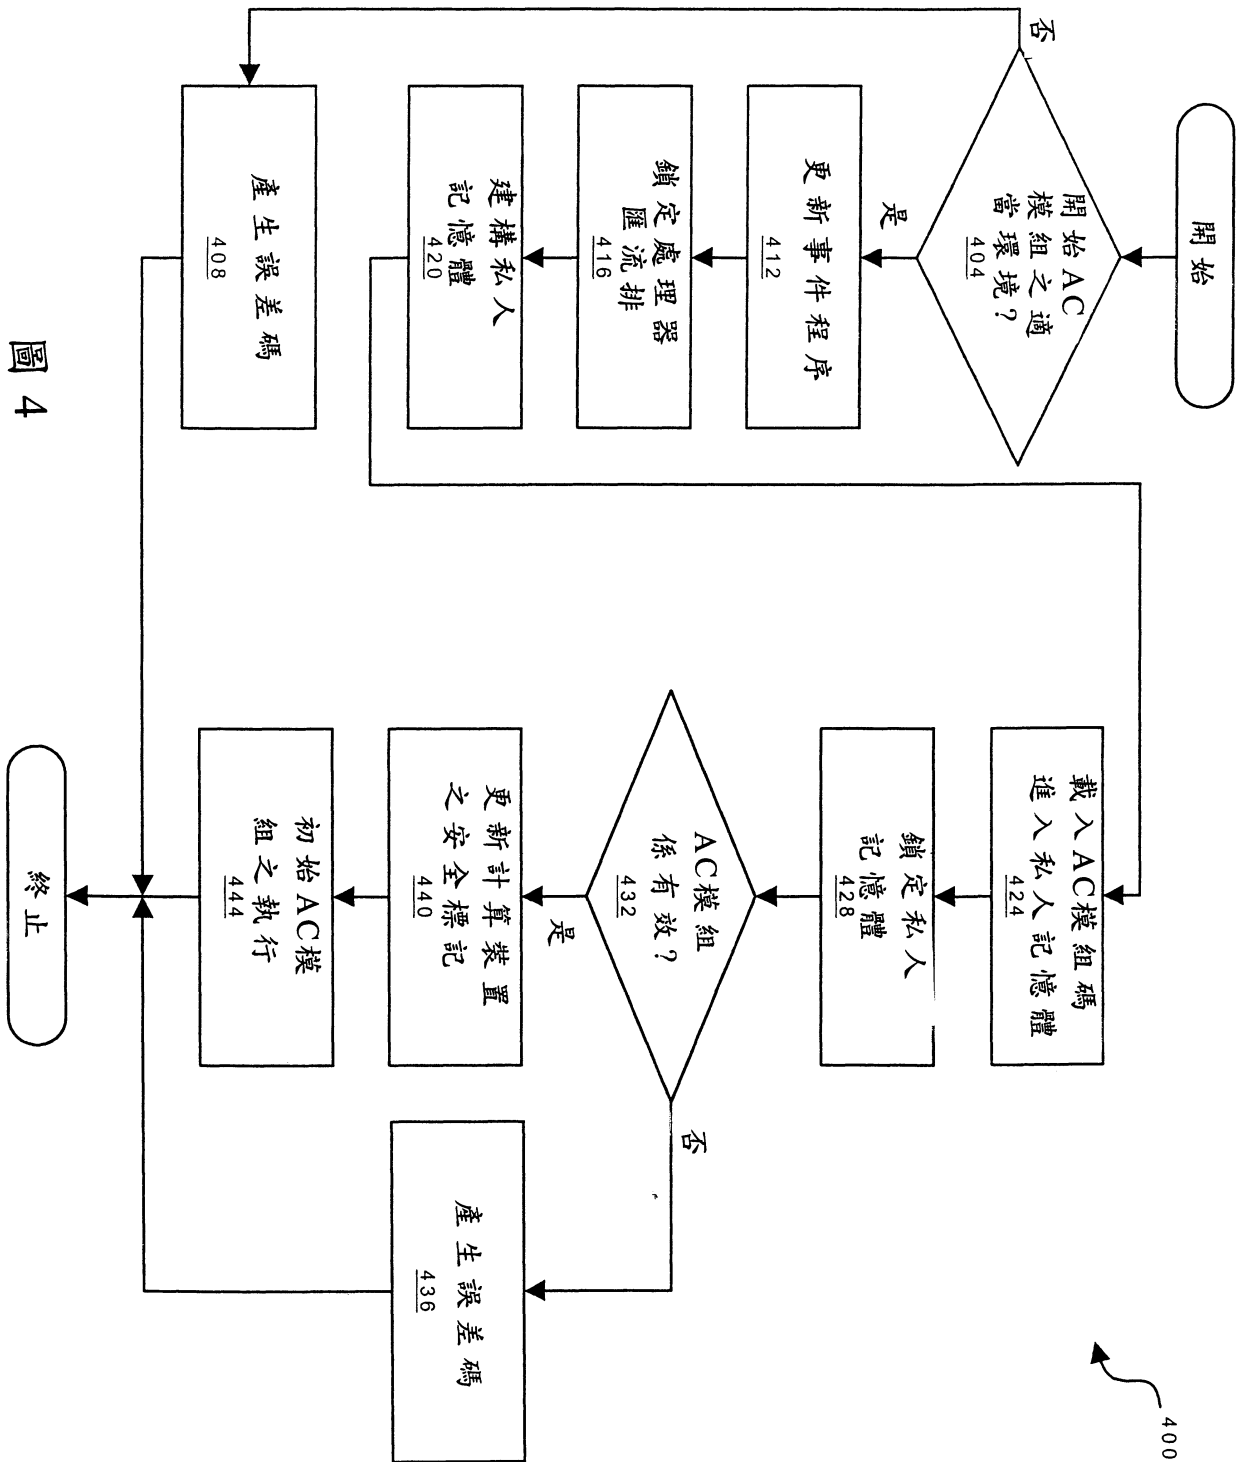 開始
開始AC
模組之適
當環境?
404
否
是
更新事件程序
412
鎖定處理器
匯流排
416
建構私人
記憶體
420
產生誤差碼
408
載入AC模組碼
進入私人記憶體
424
鎖定私人
記憶體
428
AC模組
係有效?
432
否
是
更新計算裝置
之安全標記
440
初始AC模
組之執行
444
產生誤差碼
436
終止
400
圖 4